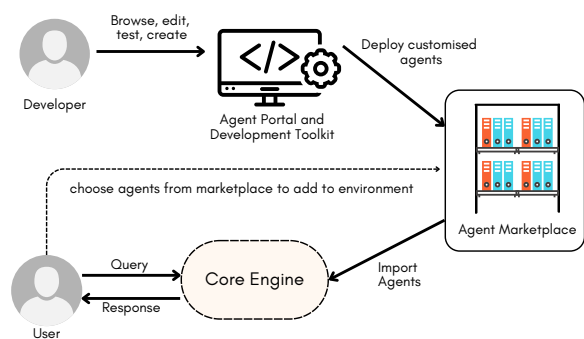 Browse, edit,
test, create
Developer
</>
Agent Portal and
Development Toolkit
Deploy customised
agents
Agent Marketplace
choose agents from marketplace to add to environment
Import
Agents
Core Engine
Query
Response
User